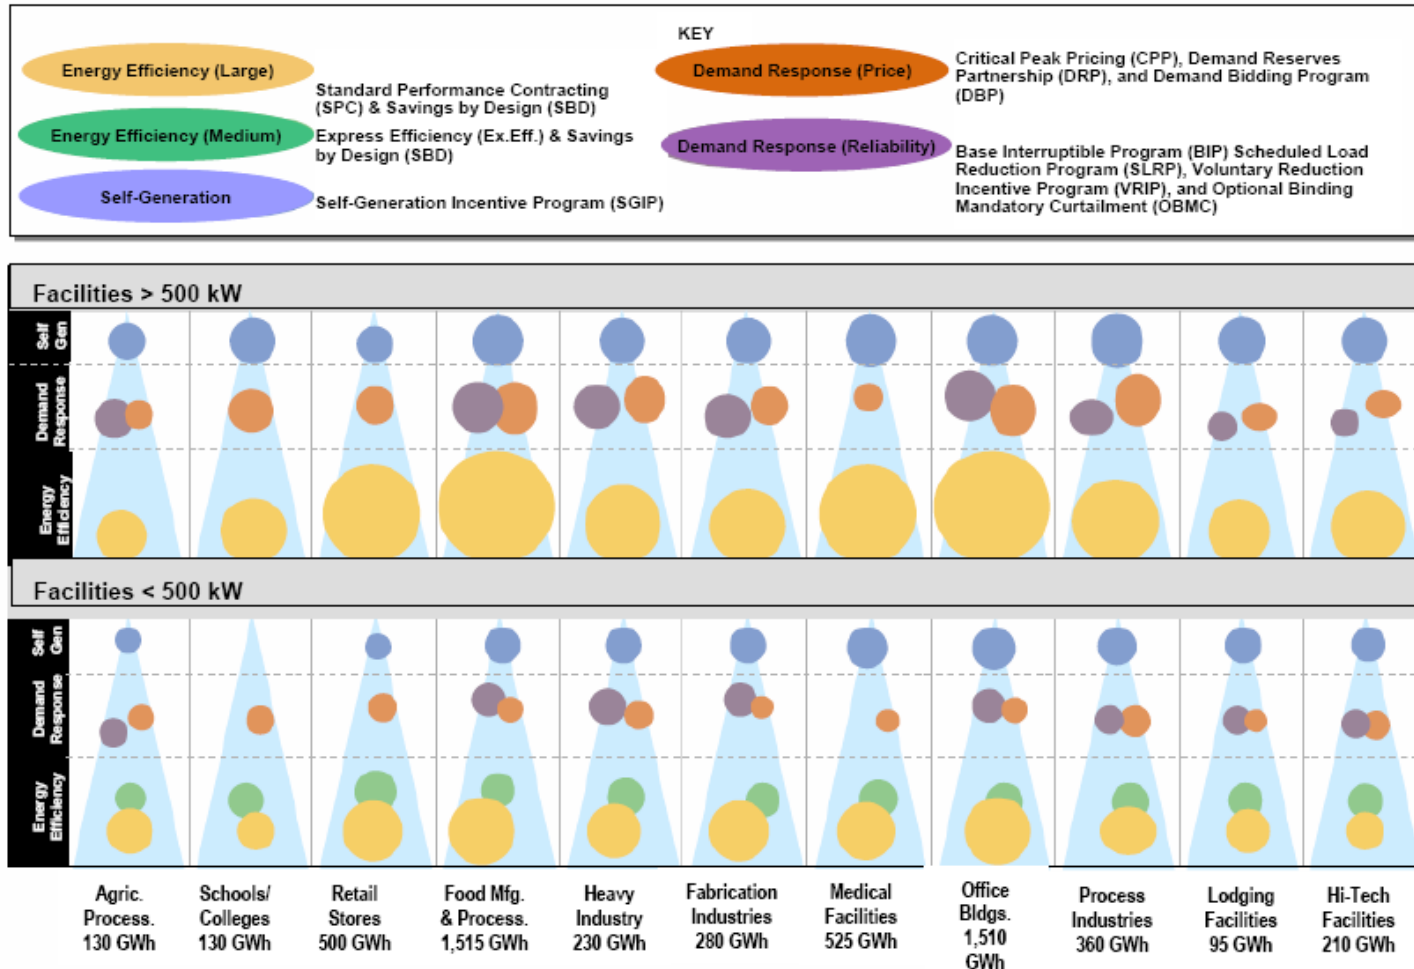 KEY
Energy Efficiency (Large)
Standard Performance Contracting
(SPC) & Savings by Design (SBD)
Energy Efficiency (Medium)
Express Efficiency (Ex.Eff.) & Savings
by Design (SBD)
Self-Generation
Self-Generation Incentive Program (SGIP)
Demand Response (Price)
Critical Peak Pricing (CPP), Demand Reserves
Partnership (DRP), and Demand Bidding Program
(DBP)
Demand Response (Reliability)
Base Interruptible Program (BIP) Scheduled Load
Reduction Program (SLRP), Voluntary Reduction
Incentive Program (VRIP), and Optional Binding
Mandatory Curtailment (OBMC)
Facilities > 500 kW
Self
Gen
Demand
Response
Energy
Efficiency
Facilities < 500 kW
Self
Gen
Demand
Response
Energy
Efficiency
Agric.
Process.
130 GWh
Schools/
Colleges
130 GWh
Retail
Stores
500 GWh
Food Mfg.
& Process.
1,515 GWh
Heavy
Industry
230 GWh
Fabrication
Industries
280 GWh
Medical
Facilities
525 GWh
Office
Bldgs.
1,510
GWh
Process
Industries
360 GWh
Lodging
Facilities
95 GWh
Hi-Tech
Facilities
210 GWh